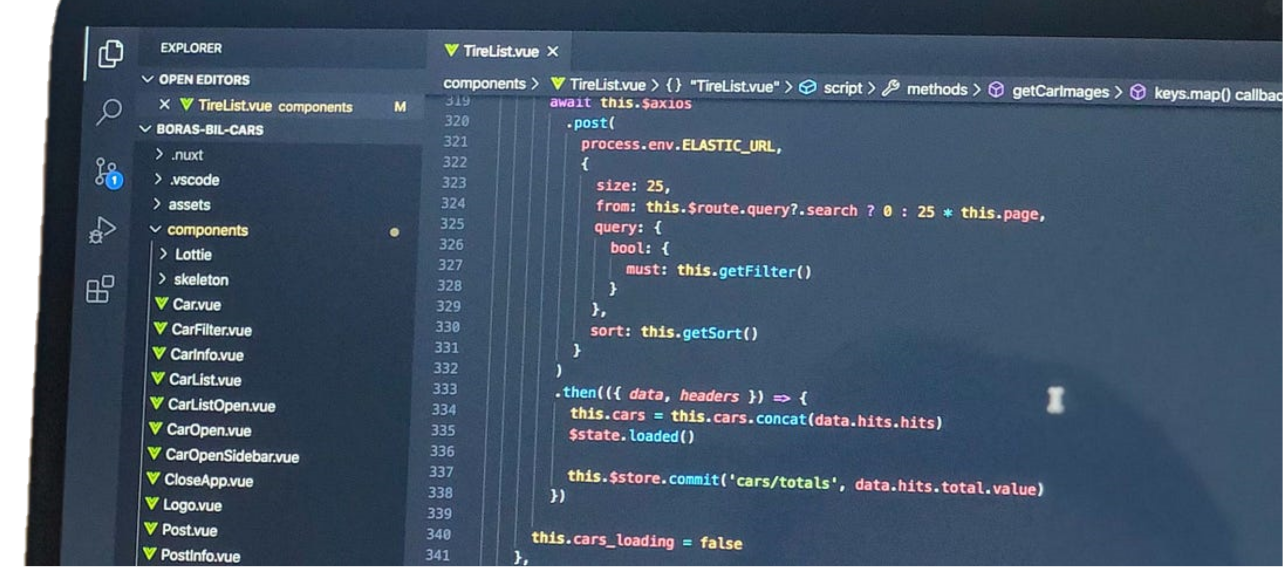 EXPLORER
OPEN EDITORS
TireList.vue components M
BORAS-BIL-CARS
.nuxt
.vscode
assets
components
Lottie
skeleton
Car.vue
CarFilter.vue
CarInfo.vue
CarList.vue
CarListOpen.vue
CarOpen.vue
CarOpenSidebar.vue
CloseApp.vue
Logo.vue
Post.vue
PostInfo.vue
1
TireList.vue
components > TireList.vue > {} "TireList.vue" > script > methods > getCarImages > keys.map() callbac
319 await this.$axios
320 .post(
321 process.env.ELASTIC_URL,
322 {
323 size: 25,
324 from: this.$route.query?.search ? 0 : 25 * this.page,
325 query: {
326 bool: {
327 must: this.getFilter()
328 }
329 },
330 sort: this.getSort()
331 }
332 )
333 .then(({ data, headers }) => {
334 this.cars = this.cars.concat(data.hits.hits)
335 $state.loaded()
336
337 this.$store.commit('cars/totals', data.hits.total.value)
338 })
339
340 this.cars_loading = false
341 },